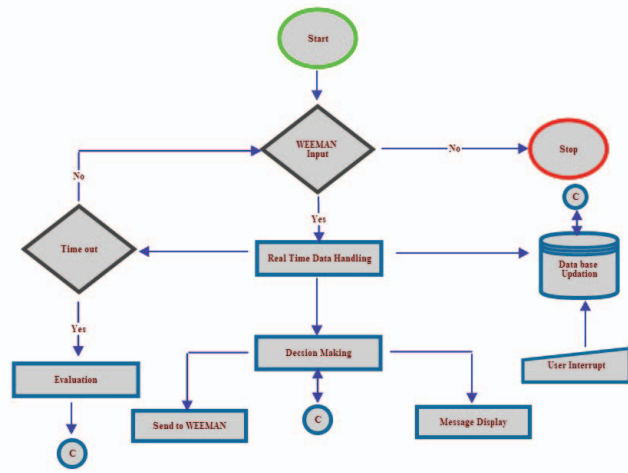 Start
WEEMAN
Input
No
Stop
No
C
Yes
Time out
Real Time Data Handling
Data base
Updation
Yes
Decsion Making
User Interrupt
Evaluation
Send to WEEMAN
C
Message Display
C